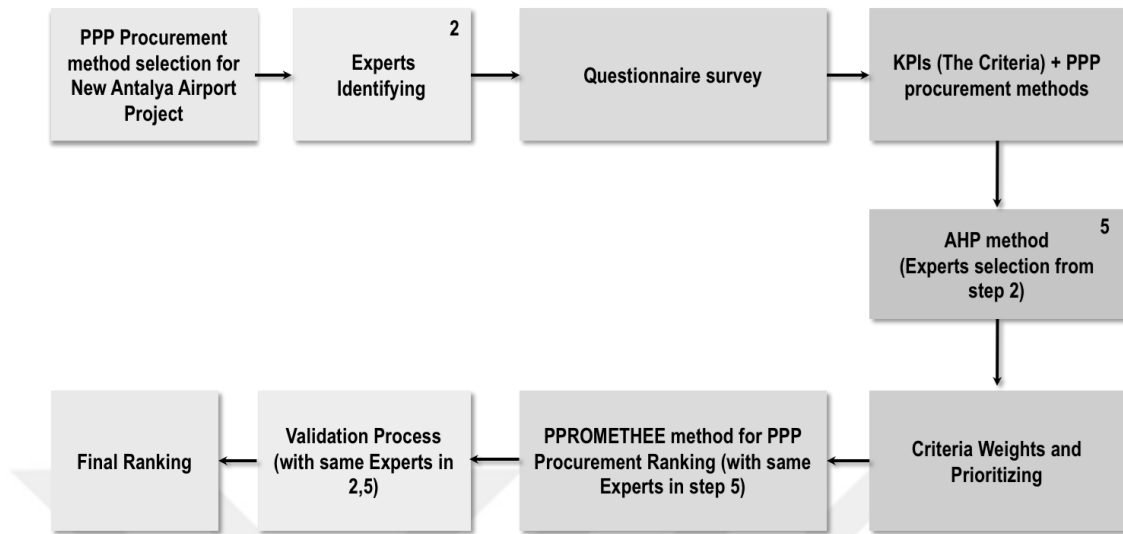 PPP Procurement
method selection for
New Antalya Airport
Project
2
Experts
Identifying
Questionnaire survey
KPIs (The Criteria) + PPP
procurement methods
5
AHP method
(Experts selection from
step 2)
Criteria Weights and
Prioritizing
PPROMETHEE method for PPP
Procurement Ranking (with same
Experts in step 5)
Validation Process
(with same Experts in
2,5)
Final Ranking